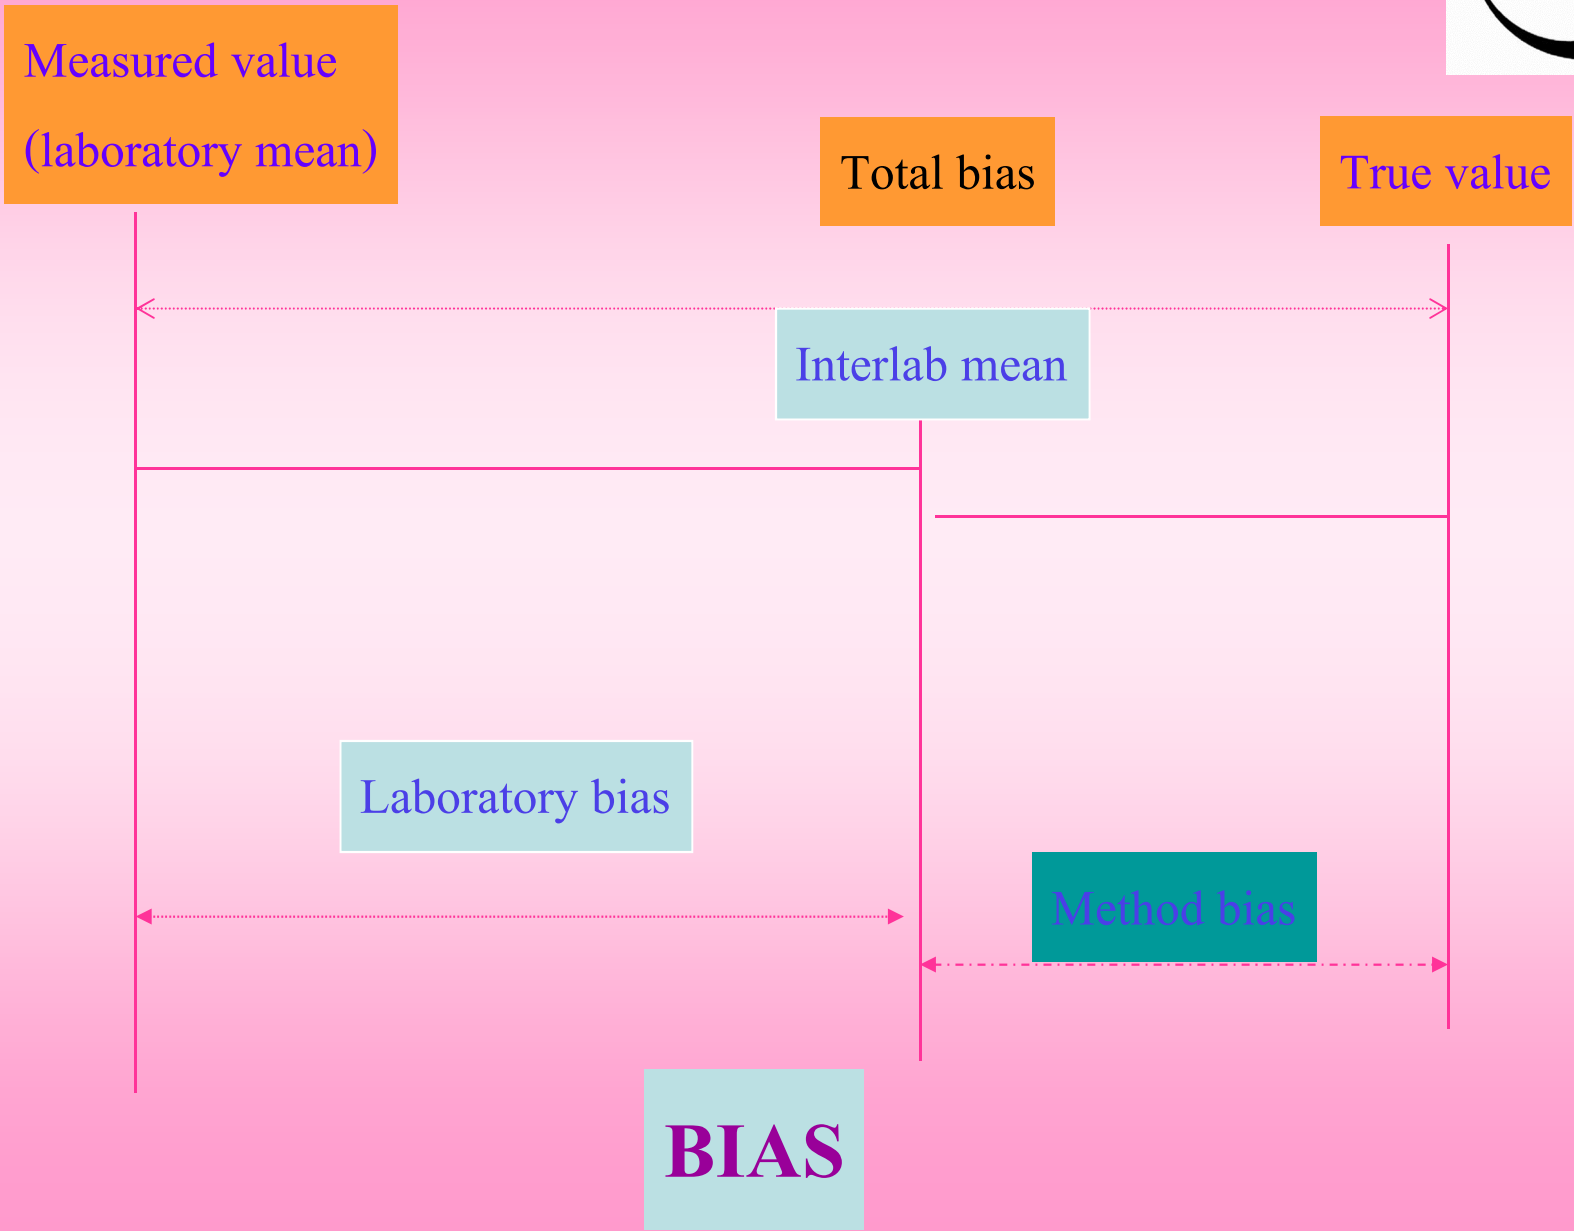 Measured value
(laboratory mean)
Total bias
True value
Interlab mean
Laboratory bias
Method bias
BIAS